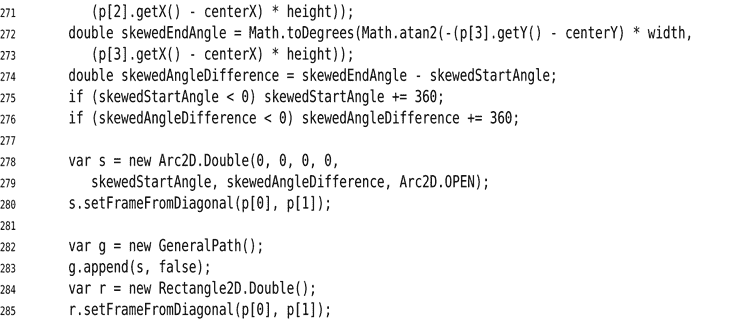 271 (p[2].getX() - centerX) * height));
272 double skewedEndAngle = Math.toDegrees(Math.atan2(-(p[3].getY() - centerY) * width,
273 (p[3].getX() - centerX) * height));
274 double skewedAngleDifference = skewedEndAngle - skewedStartAngle;
275 if (skewedStartAngle < 0) skewedStartAngle += 360;
276 if (skewedAngleDifference < 0) skewedAngleDifference += 360;
277
278 var s = new Arc2D.Double(0, 0, 0, 0,
279 skewedStartAngle, skewedAngleDifference, Arc2D.OPEN);
280 s.setFrameFromDiagonal(p[0], p[1]);
281
282 var g = new GeneralPath();
283 g.append(s, false);
284 var r = new Rectangle2D.Double();
285 r.setFrameFromDiagonal(p[0], p[1]);